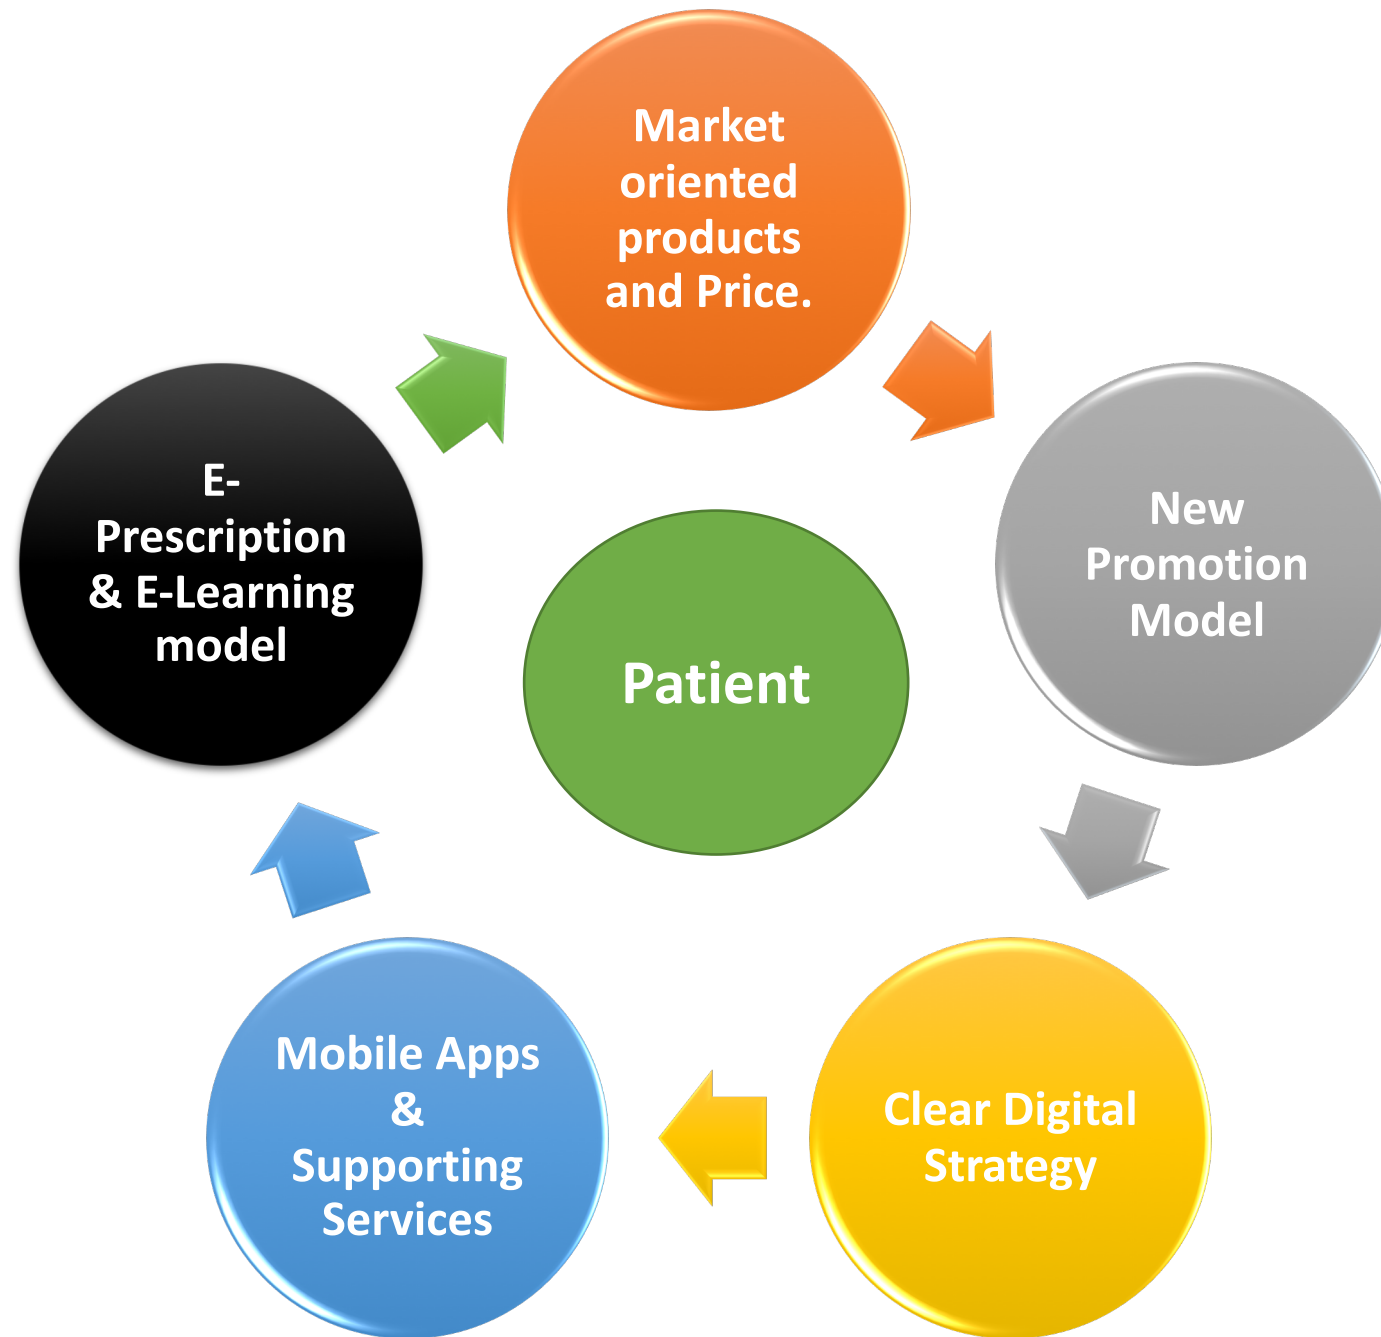 Market
oriented
products
and Price.
New
Promotion
Model
Clear Digital
Strategy
Mobile Apps
&
Supporting
Services
E-
Prescription
& E-Learning
model
Patient